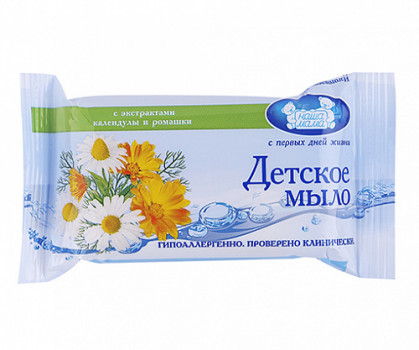 с экстрактами
календулы и ромашки
наша
мама
с первых дней жизни
Детское
мыло
ГИПОАЛЛЕРГЕННО. ПРОВЕРЕНО КЛИНИЧЕСКИ.